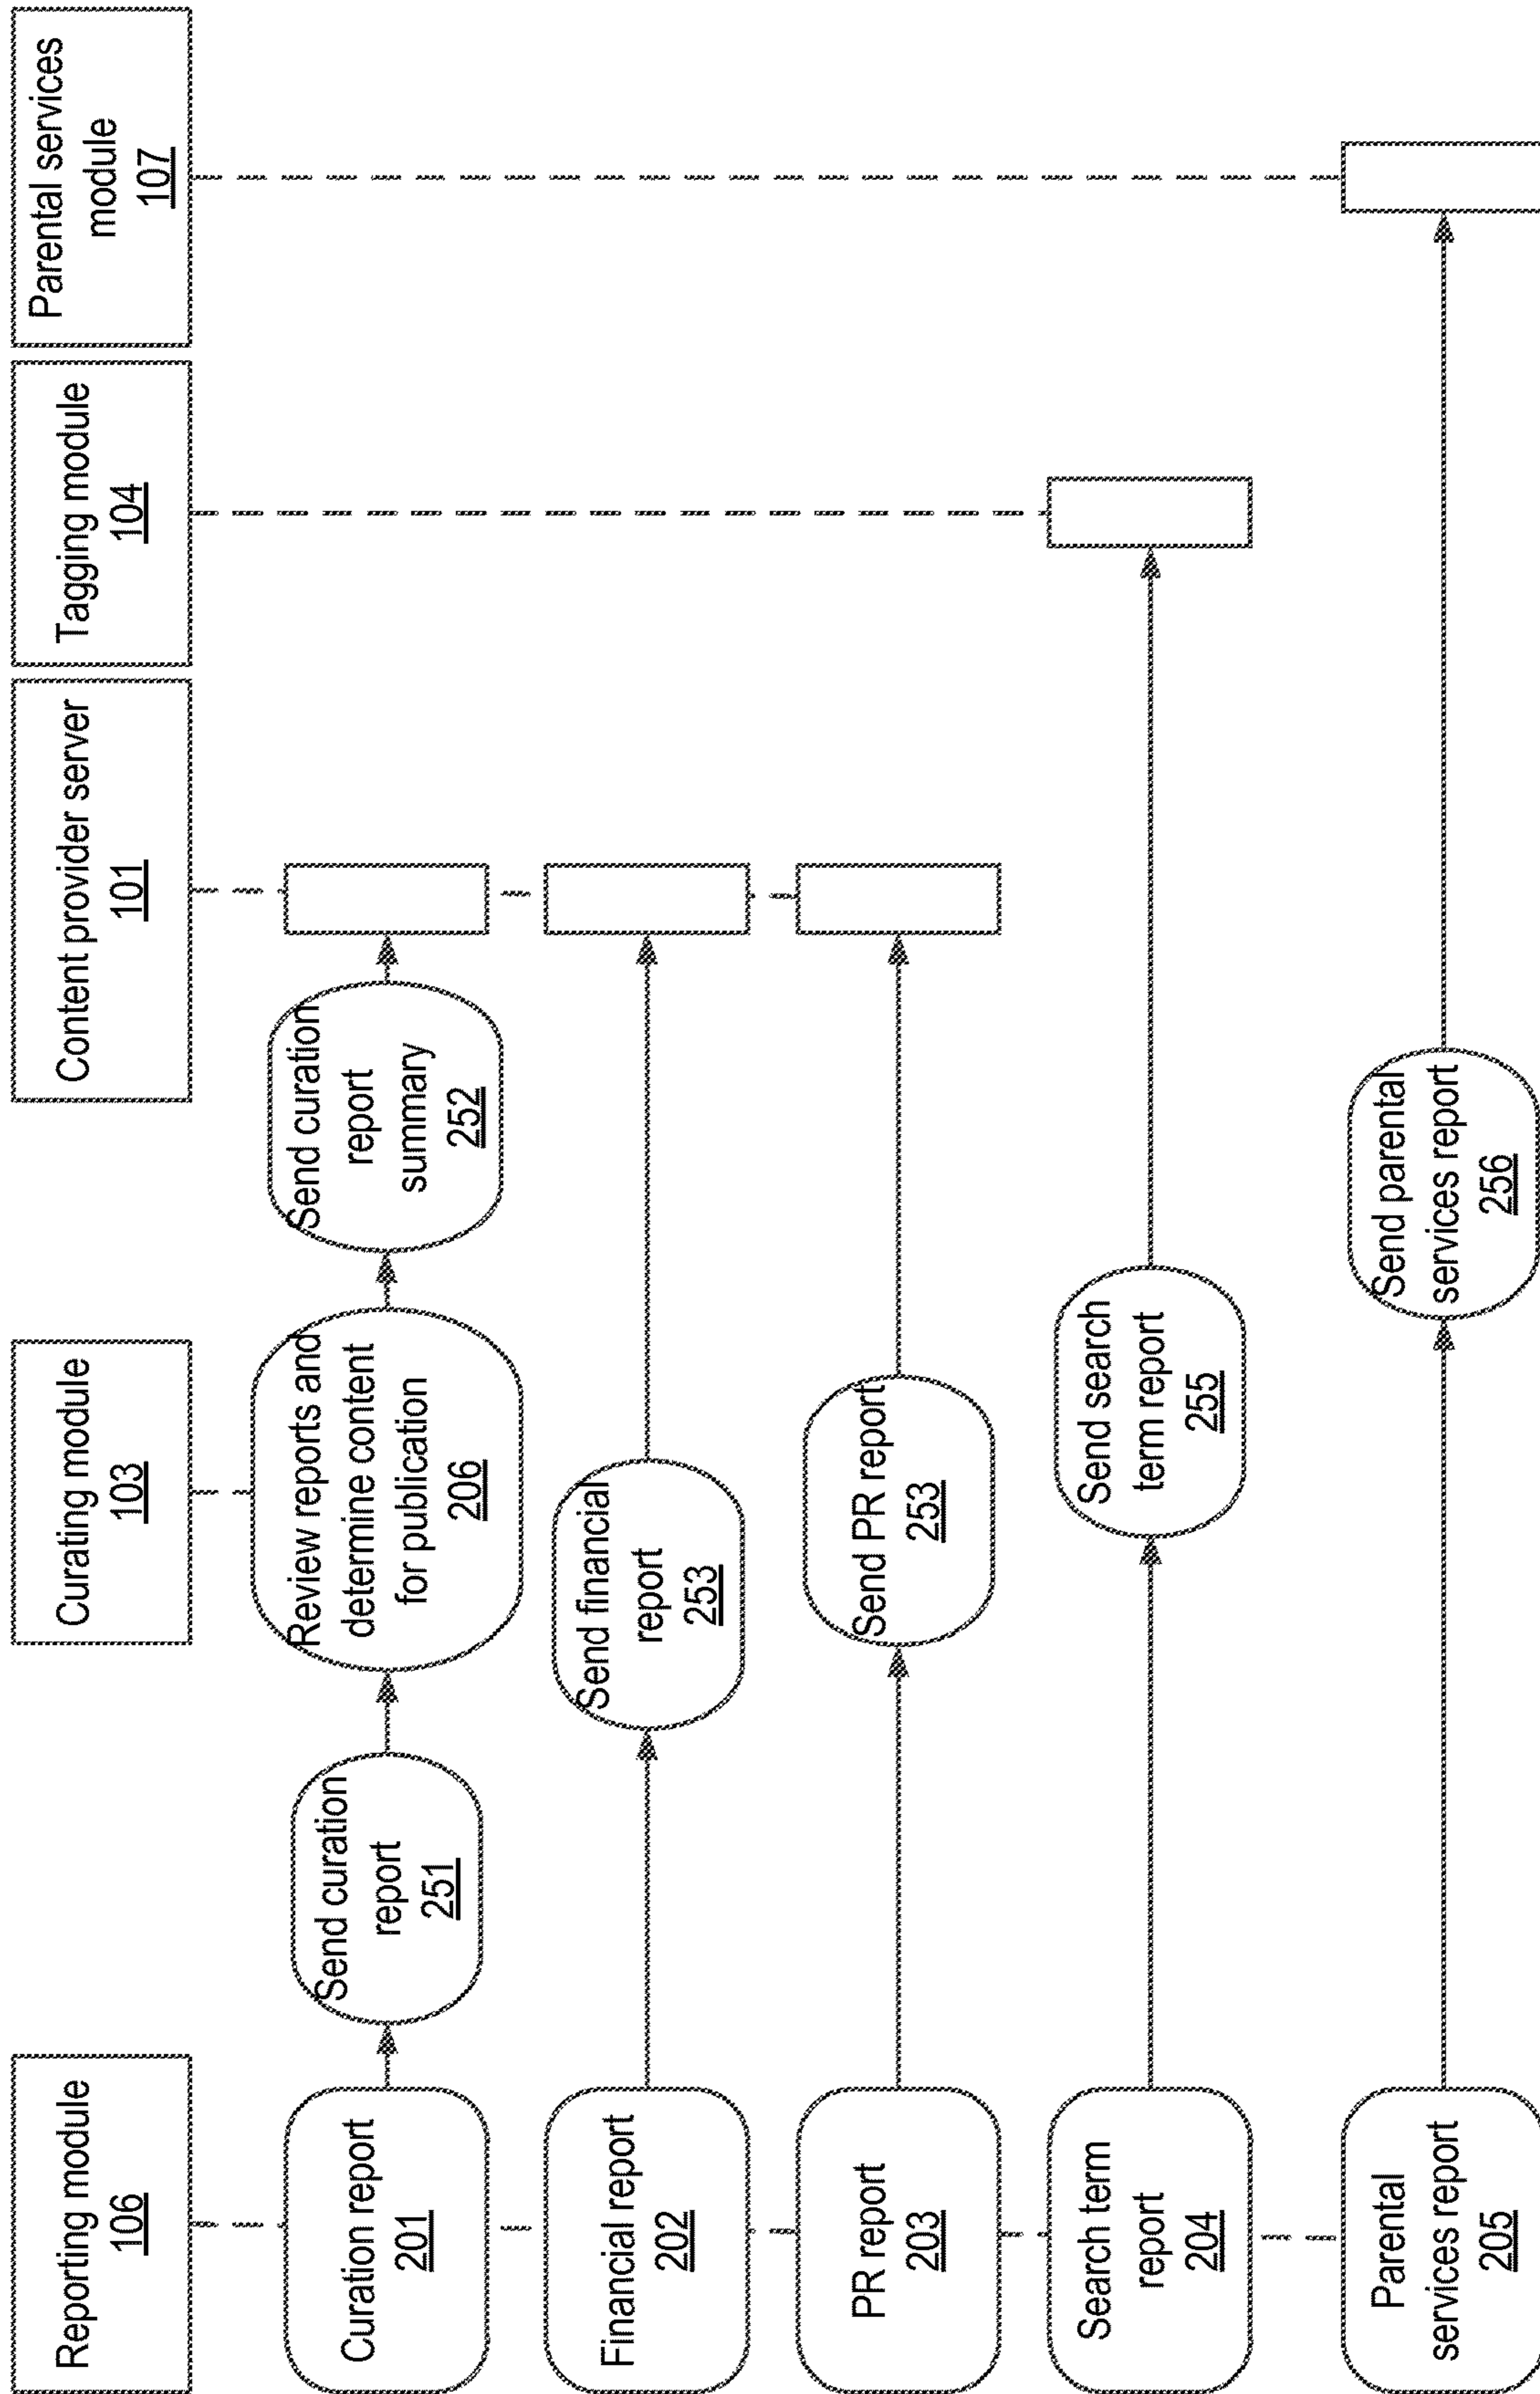 Reporting module
106
Curating module
103
Content provider server
101
Tagging module
104
Parental services
module
107
Curation report
201
Send curation
report
251
Review reports and
determine content
for publication
206
Send curation
report
summary
252
Financial report
202
Send financial
report
253
PR report
203
Send PR report
253
Search term
report
204
Send search
term report
255
Parental
services report
205
Send parental
services report
256